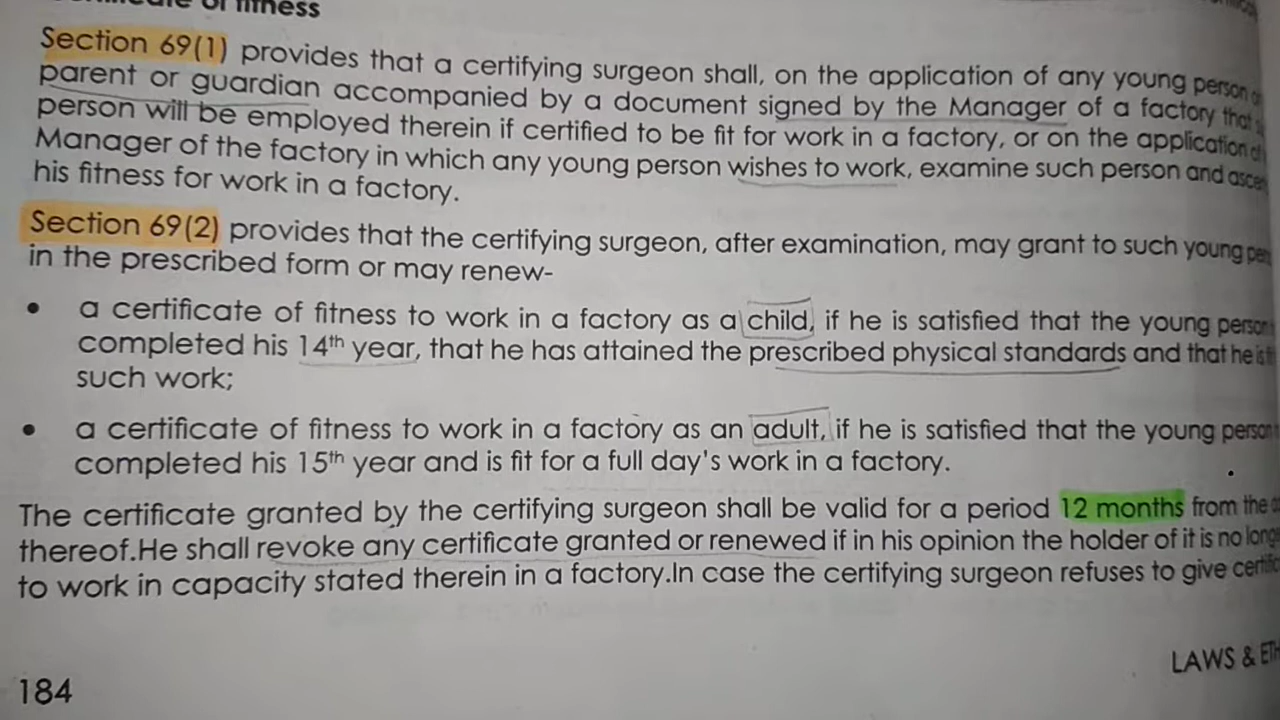 of fitness
Section 69(1) provides that a certifying surgeon shall, on the application of any young person or
parent or guardian accompanied by a document signed by the Manager of a factory that
person will be employed therein if certified to be fit for work in a factory, or on the application of
Manager of the factory in which any young person wishes to work, examine such person and
his fitness for work in a factory.
Section 69(2) provides that the certifying surgeon, after examination, may grant to such young
in the prescribed form or may renew-
• a certificate of fitness to work in a factory as a child, if he is satisfied that the young person
completed his 14th year, that he has attained the prescribed physical standards and that he is
such work;
• a certificate of fitness to work in a factory as an adult, if he is satisfied that the young person
completed his 15th year and is fit for a full day's work in a factory.
The certificate granted by the certifying surgeon shall be valid for a period 12 months from the
thereof.He shall revoke any certificate granted or renewed if in his opinion the holder of it is no
to work in capacity stated therein in a factory.In case the certifying surgeon refuses to give
LAWS &
184